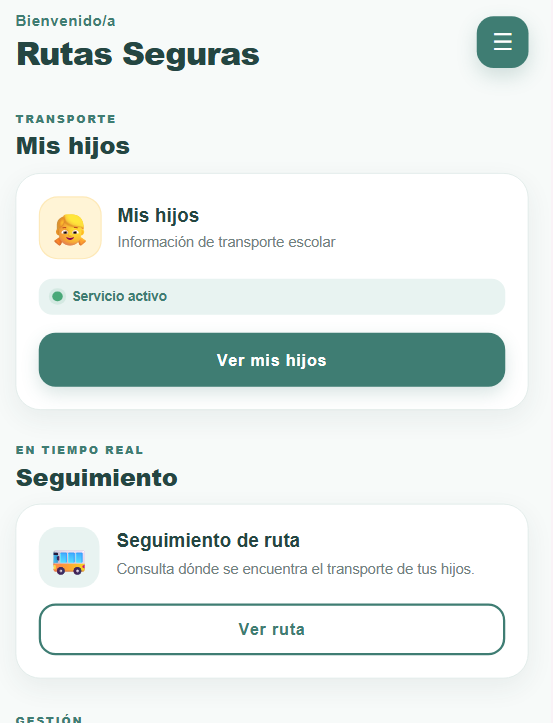 Bienvenido/a
Rutas Seguras
TRANSPORTE
Mis hijos
Mis hijos
Información de transporte escolar
Servicio activo
Ver mis hijos
EN TIEMPO REAL
Seguimiento
Seguimiento de ruta
Consulta dónde se encuentra el transporte de tus hijos.
Ver ruta
GESTIÓN